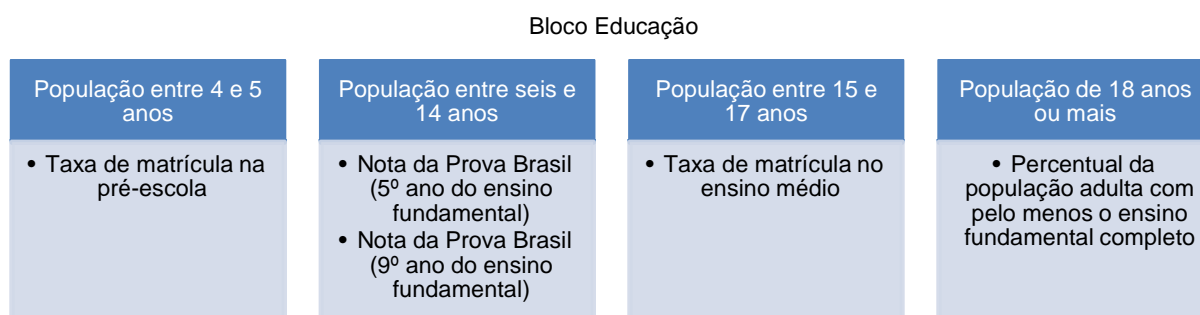 Bloco Educação
População entre 4 e 5
anos
• Taxa de matrícula na
pré-escola
População entre seis e
14 anos
• Nota da Prova Brasil
(5º ano do ensino
fundamental)
• Nota da Prova Brasil
(9º ano do ensino
fundamental)
População entre 15 e
17 anos
• Taxa de matrícula no
ensino médio
População de 18 anos
ou mais
• Percentual da
população adulta com
pelo menos o ensino
fundamental completo